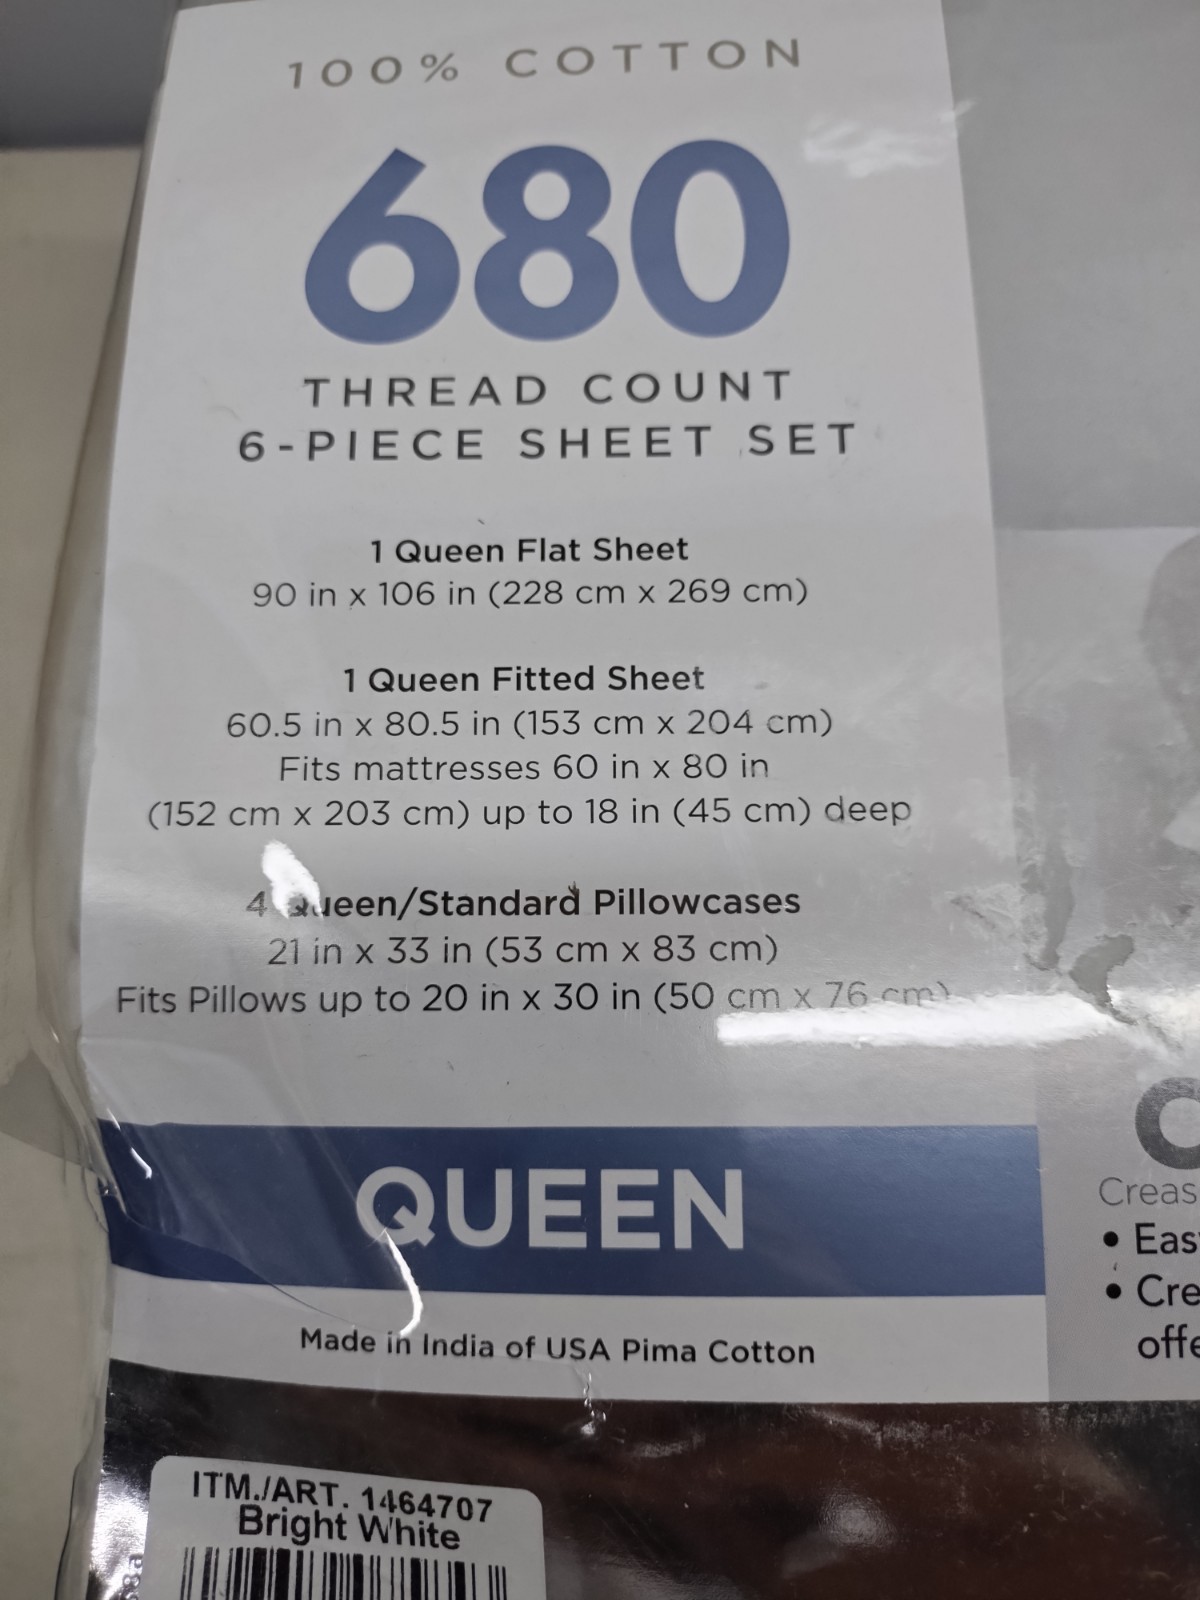 100% COTTON
680
THREAD COUNT
6-PIECE SHEET SET
1 Queen Flat Sheet
90 in x 106 in (228 cm x 269 cm)
1 Queen Fitted Sheet
60.5 in x 80.5 in (153 cm x 204 cm)
Fits mattresses 60 in x 80 in
(152 cm x 203 cm) up to 18 in (45 cm) deep
4 Queen/Standard Pillowcases
21 in x 33 in (53 cm x 83 cm)
Fits Pillows up to 20 in x 30 in (50 cm x 76 cm)
QUEEN
Made in India of USA Pima Cotton
Creas
• Eas
• Cre
offe
ITM./ART. 1464707
Bright White